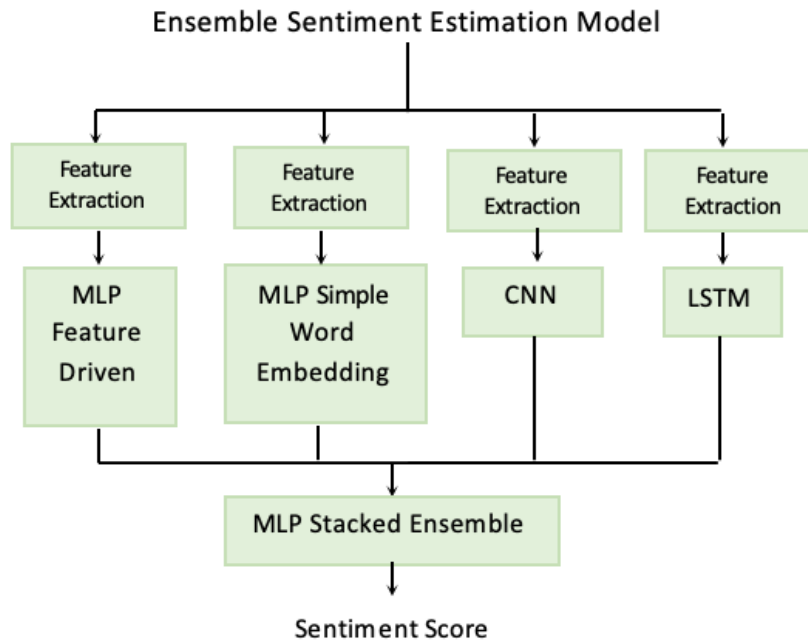 Ensemble Sentiment Estimation Model
Feature
Extraction
Feature
Extraction
Feature
Extraction
Feature
Extraction
MLP
Feature
Driven
MLP Simple
Word
Embedding
CNN
LSTM
MLP Stacked Ensemble
Sentiment Score